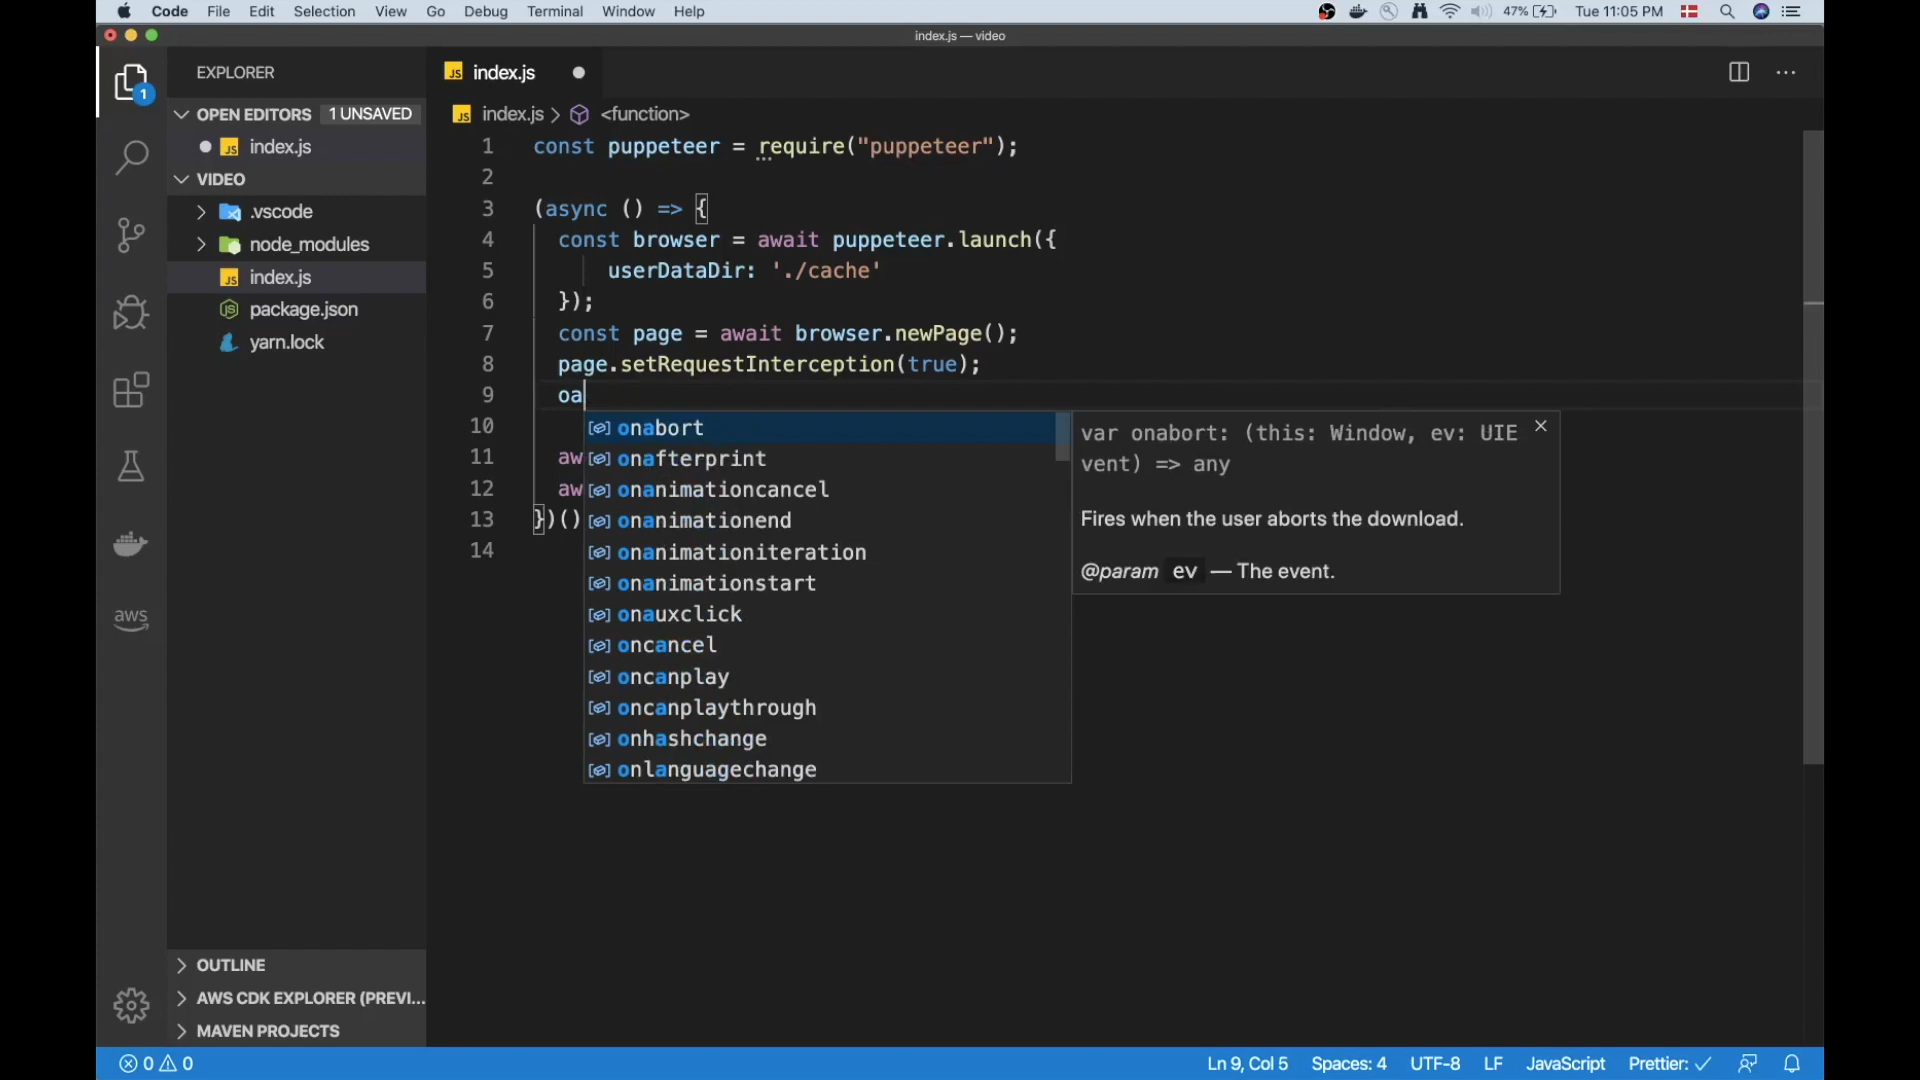 Code File Edit Selection View Go Debug Terminal Window Help 47% Tue 11:05 PM
index.js — video
EXPLORER
OPEN EDITORS 1 UNSAVED
JS index.js
VIDEO
.vscode
node_modules
JS index.js
package.json
yarn.lock
OUTLINE
AWS CDK EXPLORER (PREVI...
MAVEN PROJECTS
1
aws
JS index.js
JS index.js > <function>
1 const puppeteer = require("puppeteer");
2
3 (async () => {
4 const browser = await puppeteer.launch({
5 userDataDir: './cache'
6 });
7 const page = await browser.newPage();
8 page.setRequestInterception(true);
9 oa
10
11 aw
12 aw
13 })()
14
onabort
onafterprint
onanimationcancel
onanimationend
onanimationiteration
onanimationstart
onauxclick
oncancel
oncanplay
oncanplaythrough
onhashchange
onlanguagechange
var onabort: (this: Window, ev: UIE
vent) => any
Fires when the user aborts the download.
@param ev — The event.
0 0 Ln 9, Col 5 Spaces: 4 UTF-8 LF JavaScript Prettier: ✓